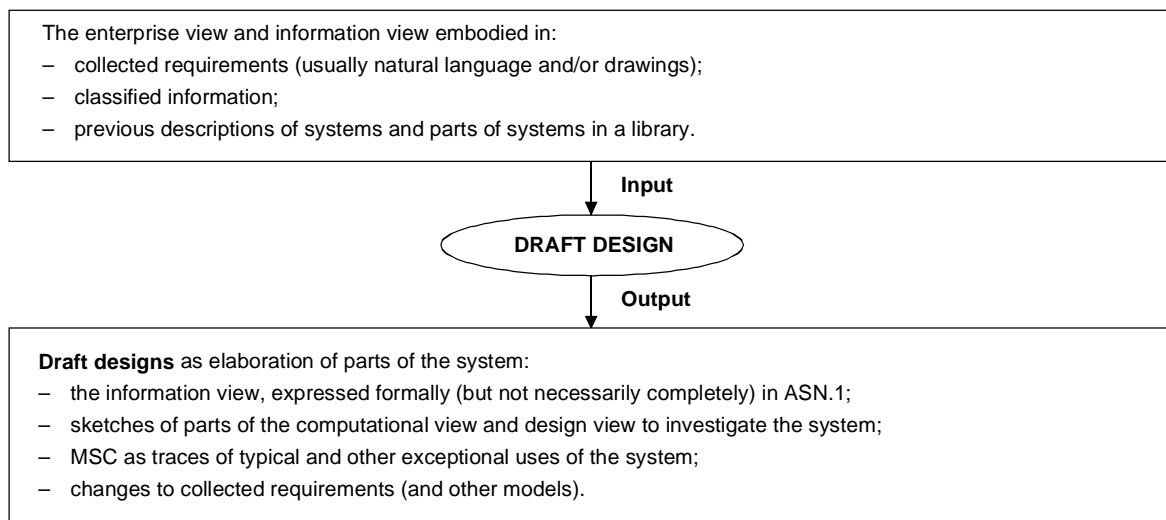 The enterprise view and information view embodied in:
– collected requirements (usually natural language and/or drawings);
– classified information;
– previous descriptions of systems and parts of systems in a library.
Input
DRAFT DESIGN
Output
Draft designs as elaboration of parts of the system:
– the information view, expressed formally (but not necessarily completely) in ASN.1;
– sketches of parts of the computational view and design view to investigate the system;
– MSC as traces of typical and other exceptional uses of the system;
– changes to collected requirements (and other models).